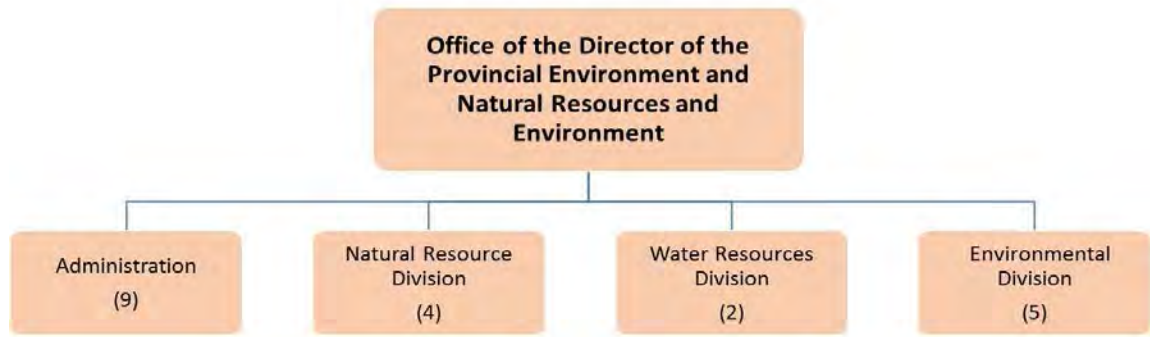 Office of the Director of the
Provincial Environment and
Natural Resources and
Environment
Administration
(9)
Natural Resource
Division
(4)
Water Resources
Division
(2)
Environmental
Division
(5)